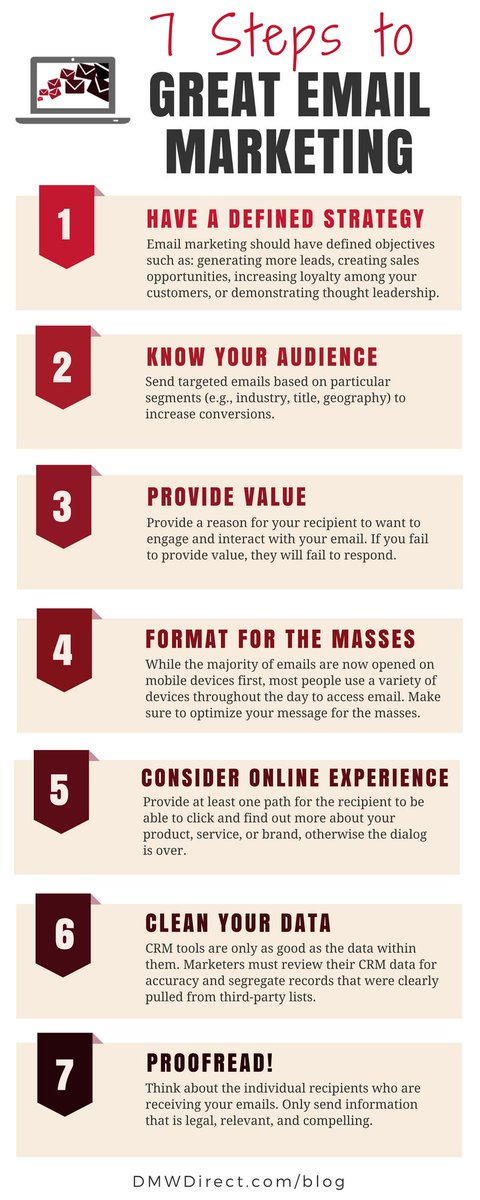 7 Steps to
GREAT EMAIL
MARKETING
1
HAVE A DEFINED STRATEGY
Email marketing should have defined objectives
such as: generating more leads, creating sales
opportunities, increasing loyalty among your
customers, or demonstrating thought leadership.
2
KNOW YOUR AUDIENCE
Send targeted emails based on particular
segments (e.g., industry, title, geography) to
increase conversions.
3
PROVIDE VALUE
Provide a reason for your recipient to want to
engage and interact with your email. If you fail
to provide value, they will fail to respond.
4
FORMAT FOR THE MASSES
While the majority of emails are now opened on
mobile devices first, most people use a variety of
devices throughout the day to access email. Make
sure to optimize your message for the masses.
5
CONSIDER ONLINE EXPERIENCE
Provide at least one path for the recipient to be
able to click and find out more about your
product, service, or brand, otherwise the dialog
is over.
6
CLEAN YOUR DATA
CRM tools are only as good as the data within
them. Marketers must review their CRM data for
accuracy and segregate records that were clearly
pulled from third-party lists.
7
PROOFREAD!
Think about the individual recipients who are
receiving your emails. Only send information
that is legal, relevant, and compelling.
DMWDirect.com/blog